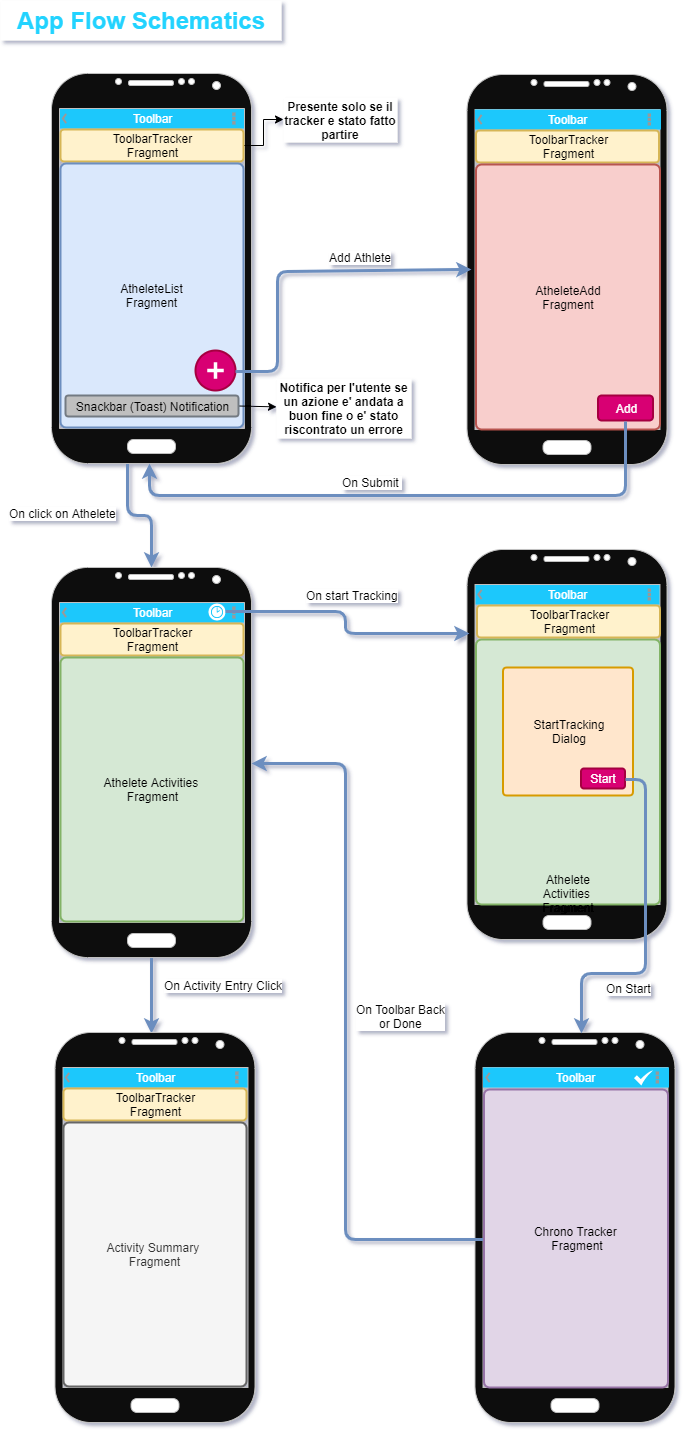 App Flow Schematics
Toolbar
ToolbarTracker
Fragment
AtheleteList
Fragment
Snackbar (Toast) Notification
Presente solo se il
tracker e stato fatto
partire
Add Athlete
Notifica per l'utente se
un azione e' andata a
buon fine o e' stato
riscontrato un errore
Toolbar
ToolbarTracker
Fragment
AtheleteAdd
Fragment
Add
On Submit
On click on Athelete
Toolbar
ToolbarTracker
Fragment
Athelete Activities
Fragment
On start Tracking
Toolbar
ToolbarTracker
Fragment
StartTracking
Dialog
Start
Athelete
Activities
Fragment
On Activity Entry Click
On Toolbar Back
or Done
On Start
Toolbar
ToolbarTracker
Fragment
Activity Summary
Fragment
Toolbar
Chrono Tracker
Fragment